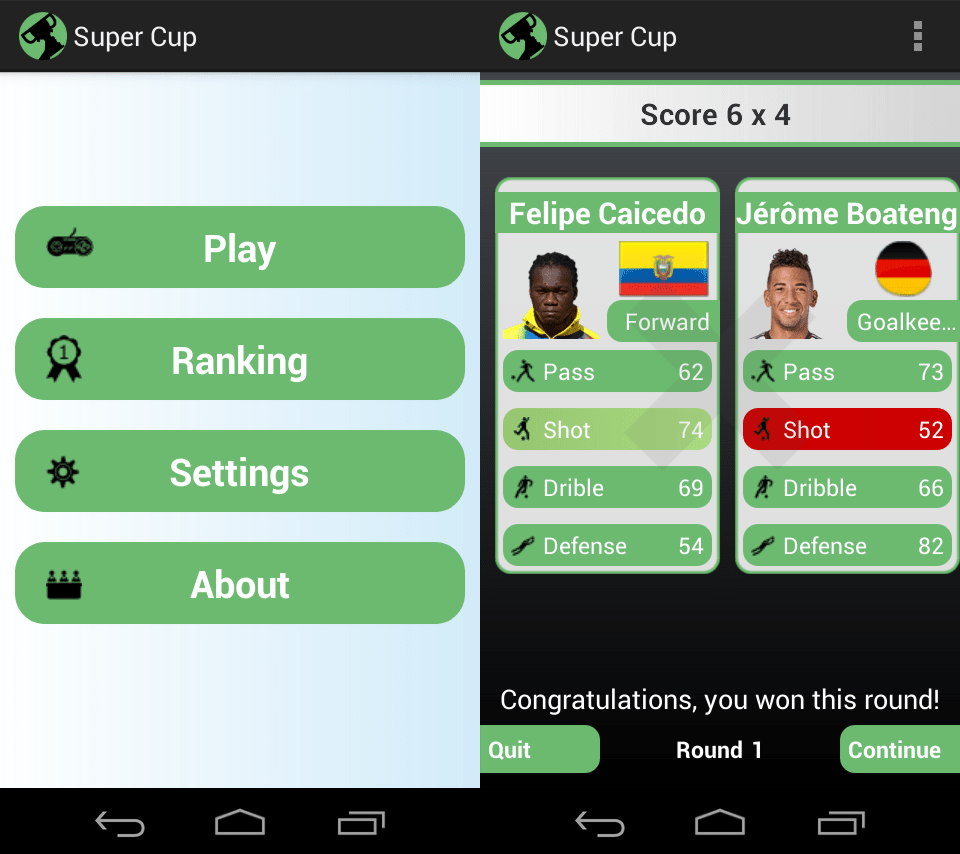 Super Cup
Play
1
Ranking
Settings
About
Super Cup
Score 6 x 4
Felipe Caicedo
Forward
Pass 62
Shot 74
Drible 69
Defense 54
Jérôme Boateng
Goalkee...
Pass 73
Shot 52
Dribble 66
Defense 82
Congratulations, you won this round!
Quit Round 1 Continue